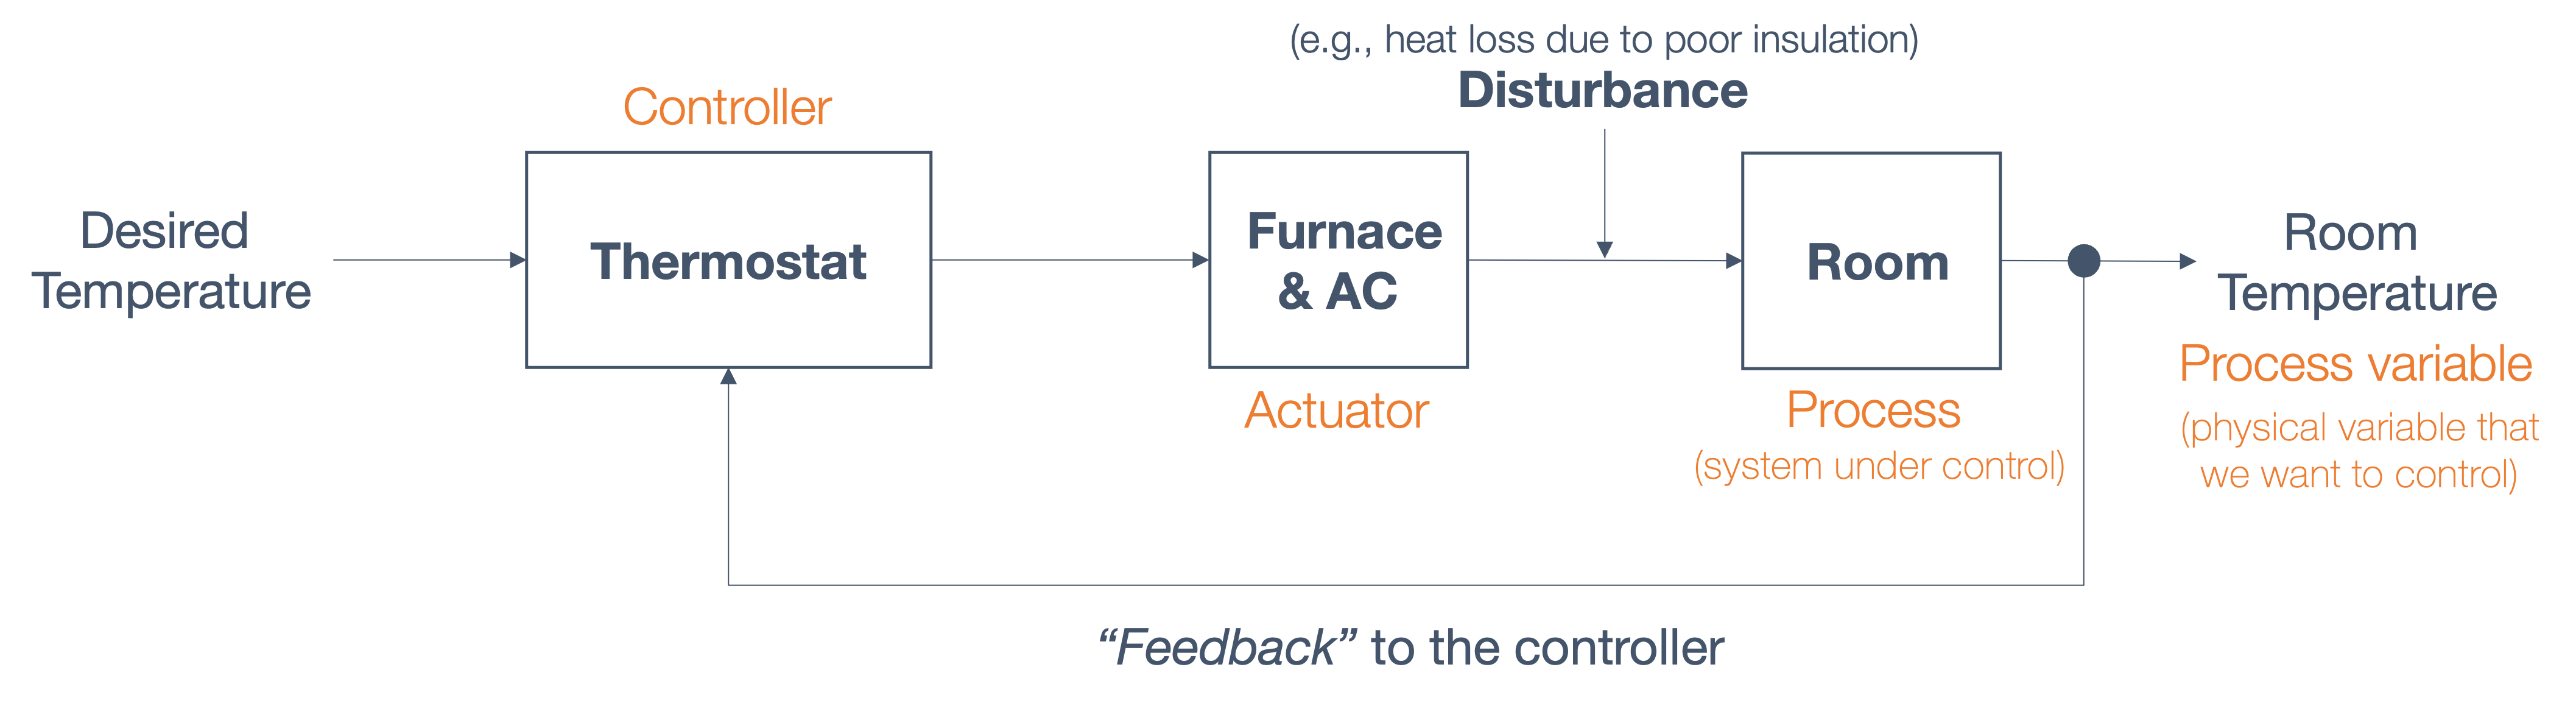 (e.g., heat loss due to poor insulation)
Disturbance
Controller
Desired
Temperature
Thermostat
Furnace
& AC
Room
Room
Temperature
Actuator
Process
(system under control)
Process variable
(physical variable that
we want to control)
“Feedback” to the controller